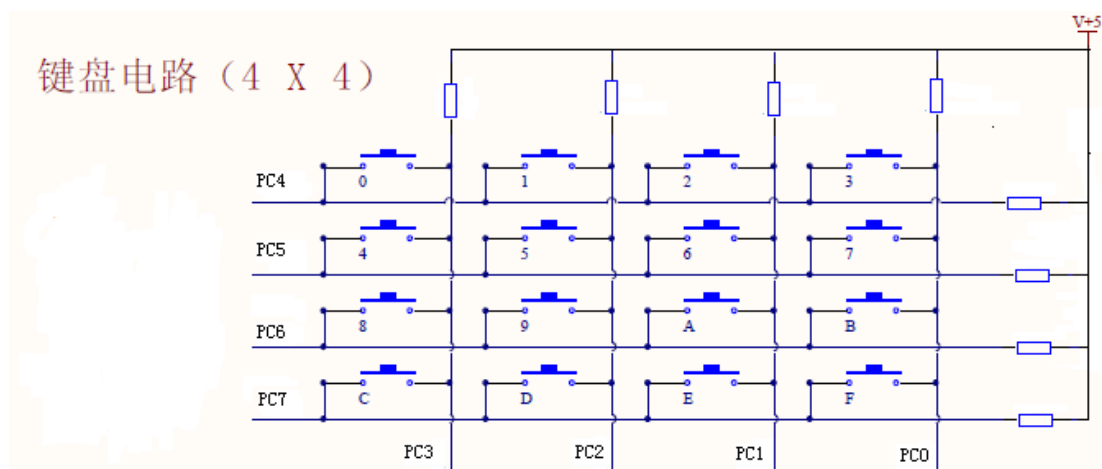 V+5
键盘电路（4 X 4）
PC4 0 1 2 3
PC5 4 5 6 7
PC6 8 9 A B
PC7 C D E F
PC3 PC2 PC1 PC0